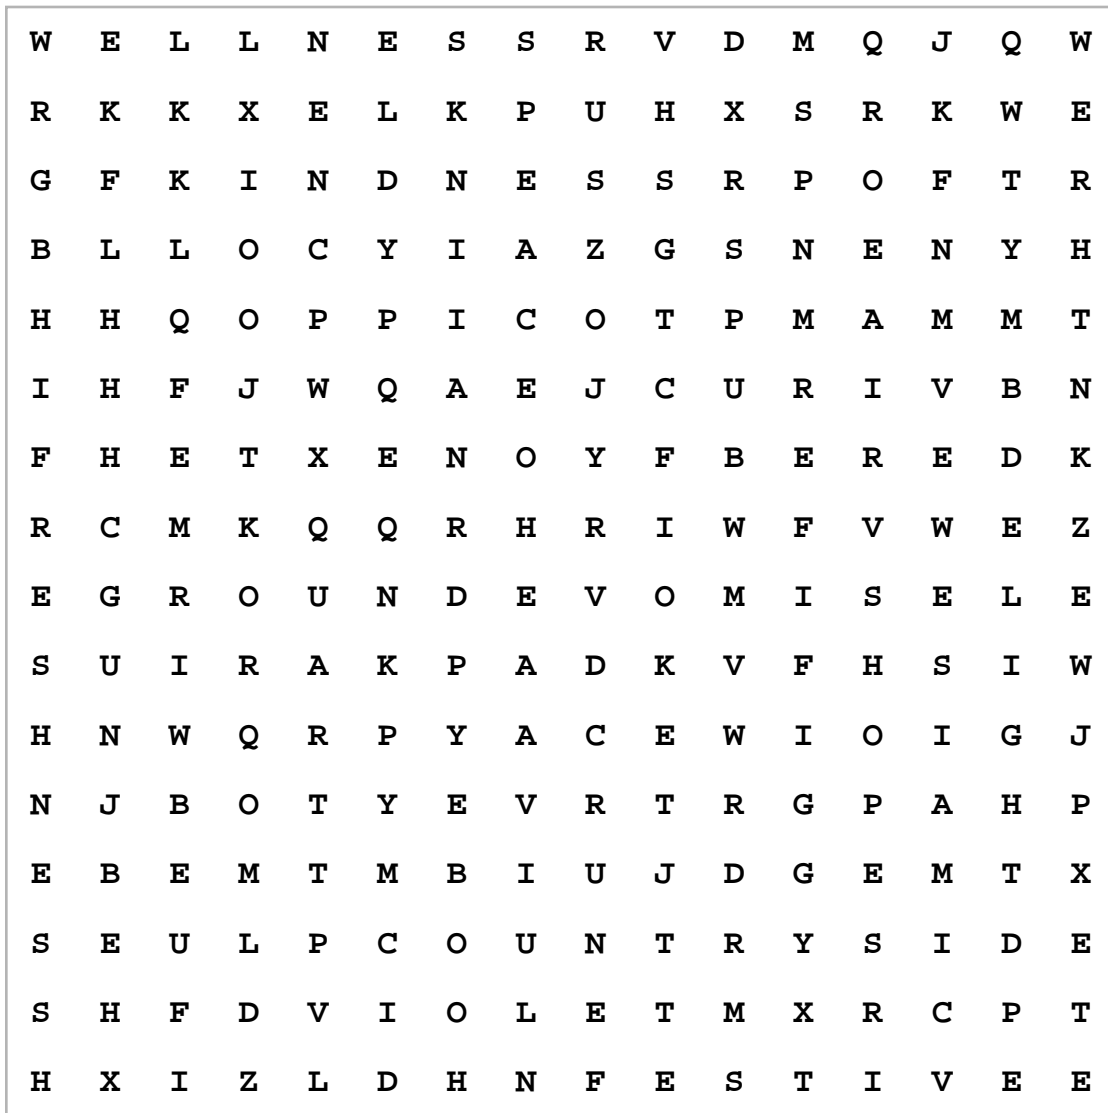 W E L L N E S S R V D M Q J Q W
R K K X E L K P U H X S R K W E
G F K I N D N E S S R P O F T R
B L L O C Y I A Z G S N E N Y H
H H Q O P P I C O T P M A M M T
I H F J W Q A E J C U R I V B N
F H E T X E N O Y F B E R E D K
R C M K Q Q R H R I W F V W E Z
E G R O U N D E V O M I S E L E
S U I R A K P A D K V F H S I W
H N W Q R P Y A C E W I O I G J
N J B O T Y E V R T R G P A H P
E B E M T M B I U J D G E M T X
S E U L P C O U N T R Y S I D E
S H F D V I O L E T M X R C P T
H X I Z L D H N F E S T I V E E